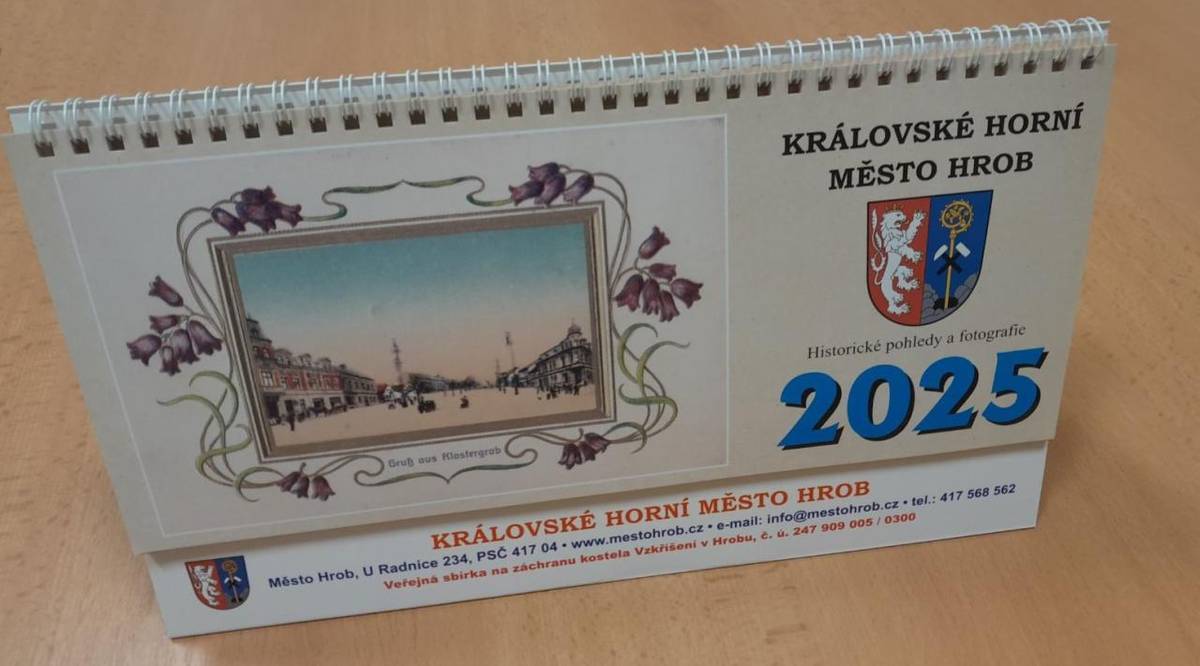 KRÁLOVSKÉ HORNÍ
MĚSTO HROB
Historické pohledy a fotografie
2025
Gruß aus Klostergrab
KRÁLOVSKÉ HORNÍ MĚSTO HROB
Město Hrob, U Radnice 234, PSČ 417 04 • www.mestohrob.cz • e-mail: info@mestohrob.cz • tel.: 417 568 562
Veřejná sbírka na záchranu kostela Vzkříšení v Hrobu, č. ú. 247 909 005 / 0300